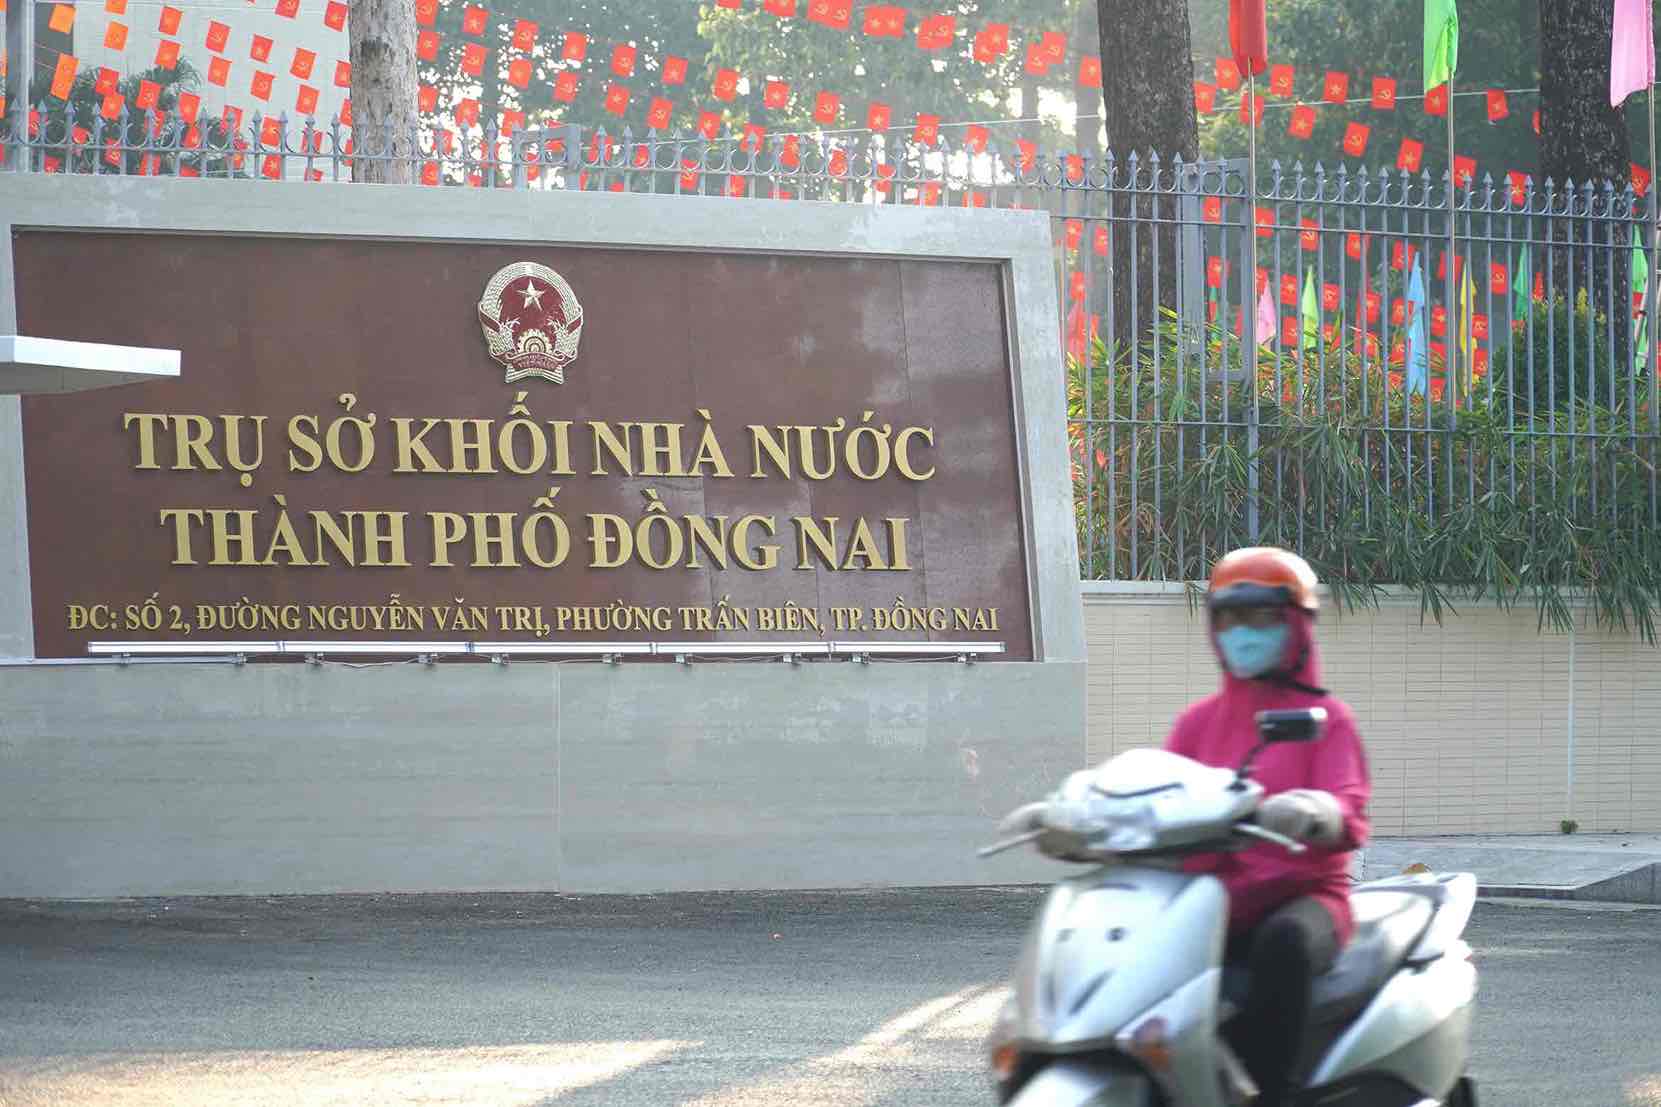 TRỤ SỞ KHỐI NHÀ NƯỚC
THÀNH PHỐ ĐỒNG NAI
ĐC: SỐ 2, ĐƯỜNG NGUYỄN VĂN TRỊ, PHƯỜNG TRẤN BIÊN, TP. ĐỒNG NAI